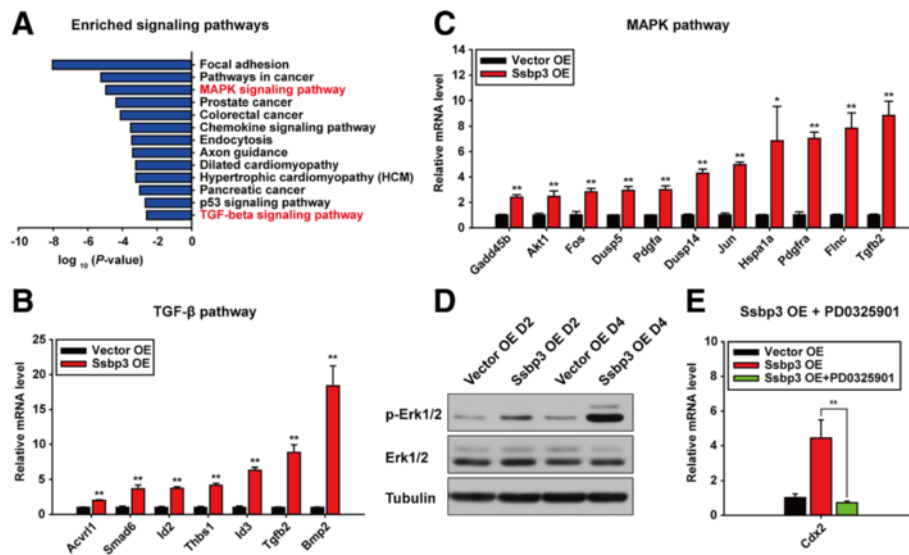 A
Enriched signaling pathways
Focal adhesion
Pathways in cancer
MAPK signaling pathway
Prostate cancer
Colorectal cancer
Chemokine signaling pathway
Endocytosis
Axon guidance
Dilated cardiomyopathy
Hypertrophic cardiomyopathy (HCM)
Pancreatic cancer
p53 signaling pathway
TGF-beta signaling pathway
-10 -8 -6 -4 -2 0
log 10 (P-value)
C
MAPK pathway
Vector OE
Ssbp3 OE
Relative mRNA level
14
12
10
8
6
4
2
0
** ** ** ** ** ** ** * ** ** **
Gadd45b Akt1 Fos Dusp5 Pdgfa Dusp14 Jun Hspa1a Pdgfra Flnc Tgfb2
B
TGF-β pathway
Vector OE
Ssbp3 OE
Relative mRNA level
25
20
15
10
5
0
** ** ** ** ** ** **
Acvrl1 Smad6 Id2 Thbs1 Id3 Tgfb2 Bmp2
D
Vector OE D2 Ssbp3 OE D2 Vector OE D4 Ssbp3 OE D4
p-Erk1/2
Erk1/2
Tubulin
E
Ssbp3 OE + PD0325901
Vector OE
Ssbp3 OE
Ssbp3 OE+PD0325901
Relative mRNA level
10
8
6
4
2
0
**
Cdx2